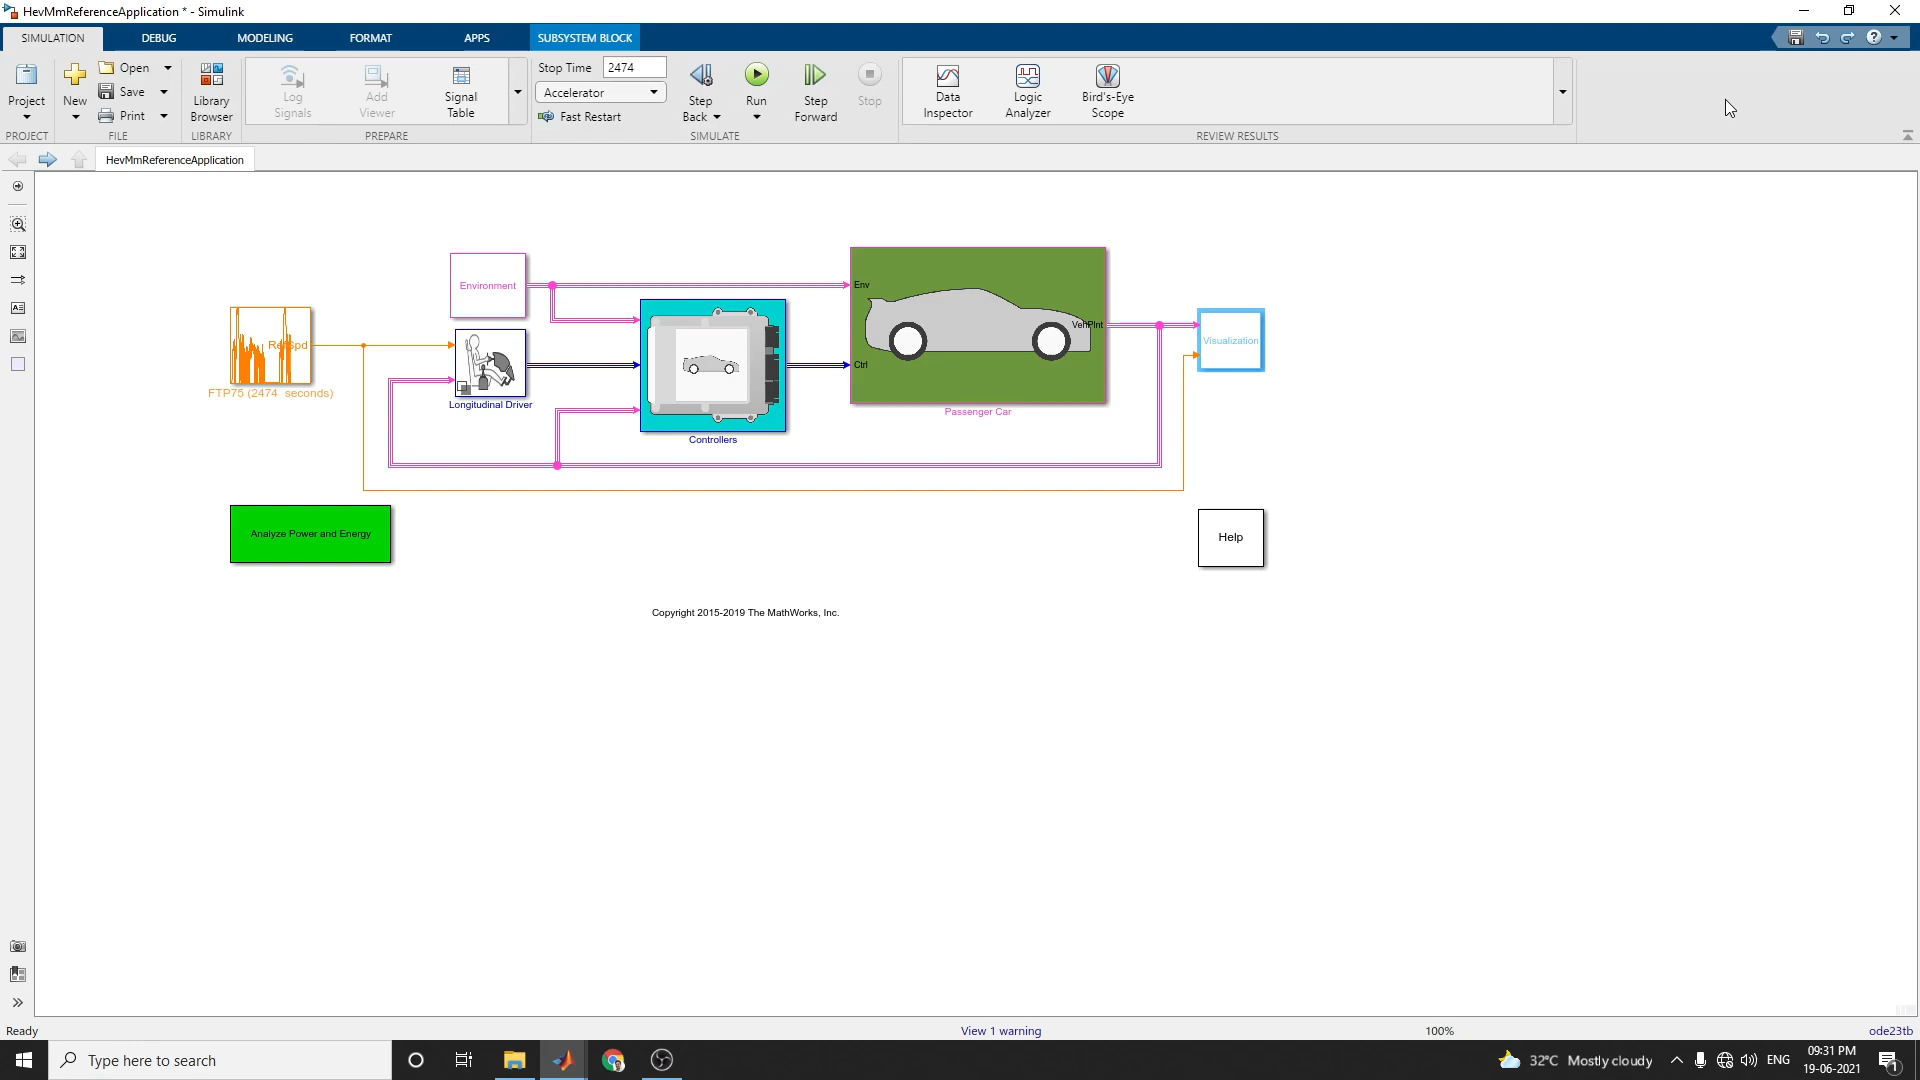 HevMmReferenceApplication * - Simulink
SIMULATION DEBUG MODELING FORMAT APPS SUBSYSTEM BLOCK
Project
New
Open
Save
Print
Library
Browser
Log
Signals
Add
Viewer
Signal
Table
Stop Time 2474
Accelerator
Fast Restart
Step
Back
Run
Step
Forward
Stop
Data
Inspector
Logic
Analyzer
Bird's-Eye
Scope
PROJECT FILE LIBRARY PREPARE SIMULATE REVIEW RESULTS
HevMmReferenceApplication
Environment
Env
RefSpd
VehPlnt
Visualization
Ctrl
FTP75 (2474 seconds)
Longitudinal Driver
Passenger Car
Controllers
Analyze Power and Energy
Help
Copyright 2015-2019 The MathWorks, Inc.
Ready View 1 warning 100% ode23tb
Type here to search
32°C Mostly cloudy
ENG
09:31 PM
19-06-2021
1